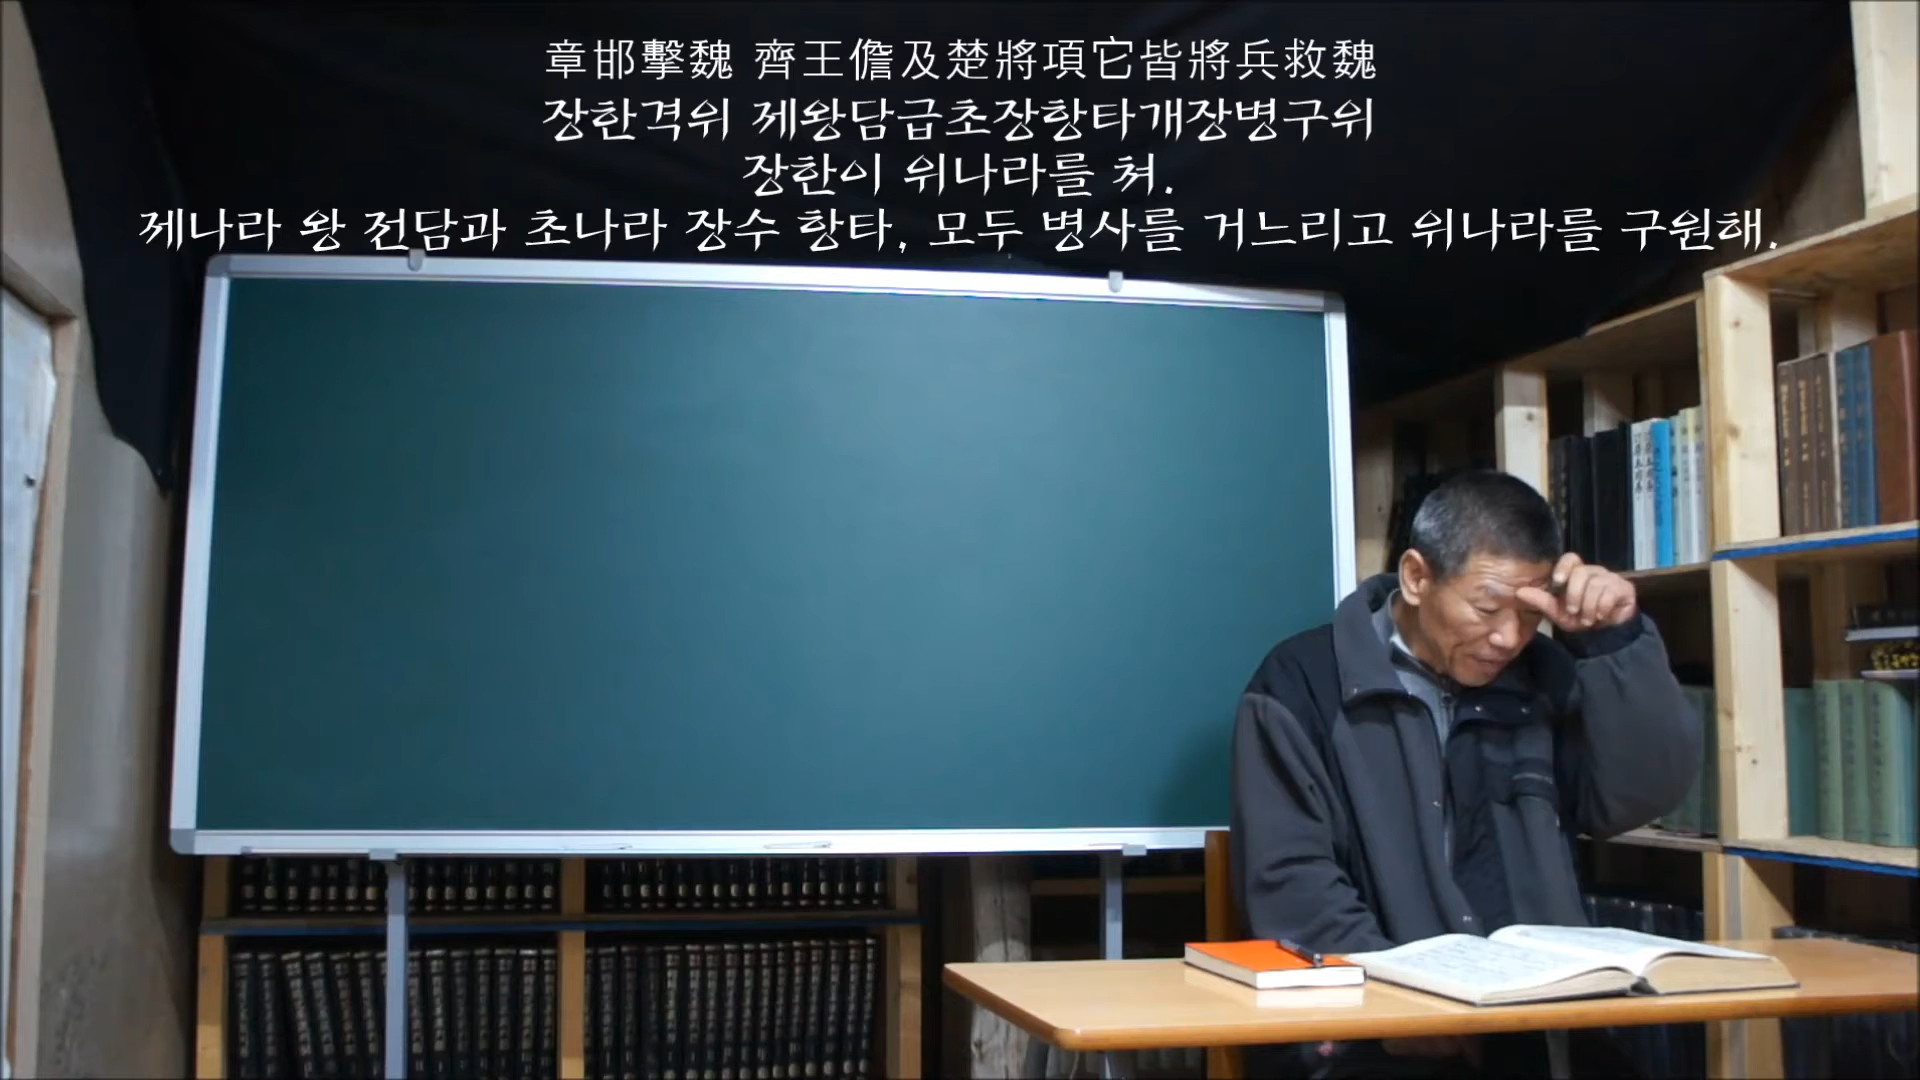 章邯擊魏 齊王儋及楚將項它皆將兵救魏
장한격위 제왕담급초장항타개장병구위
장한이 위나라를 쳐.
제나라 왕 전담과 초나라 장수 항타, 모두 병사를 거느리고 위나라를 구원해.